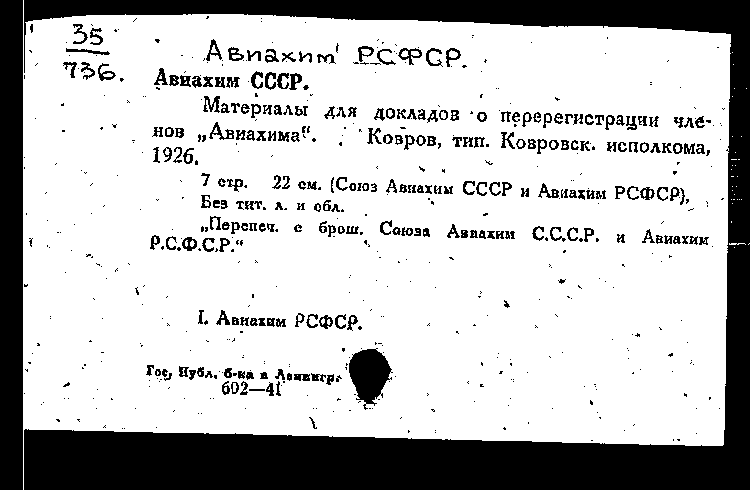 35
736.
Авиахим РСФСР.
Авиахим СССР.
Материалы для докладов о перерегистрации чле-
нов „Авиахима“. Ковров, тип. Ковровск. исполкома,
1926.
7 стр. 22 см. (Союз Авиахим СССР и Авиахим РСФСР).
Без тит. л. и обл.
„Перепеч. с брош. Союза Авиахим С.С.С.Р. и Авиахим
Р.С.Ф.С.Р.“
I. Авиахим РСФСР.
Гос. Публ. б-ка в Ленингр.
602—41